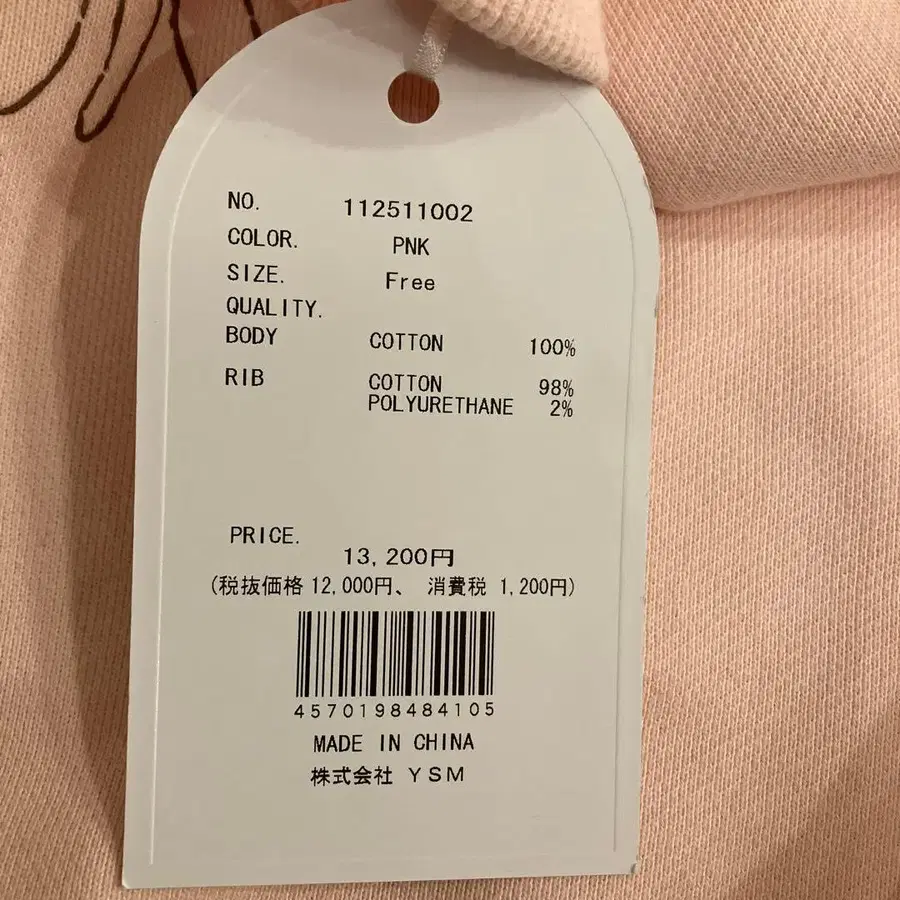 NO. 112511002
COLOR. PNK
SIZE. Free
QUALITY.
BODY COTTON 100%
RIB COTTON 98%
POLYURETHANE 2%
PRICE.
13,200円
(税抜価格 12,000円、 消費税 1,200円)
4570198484105
MADE IN CHINA
株式会社 YSM